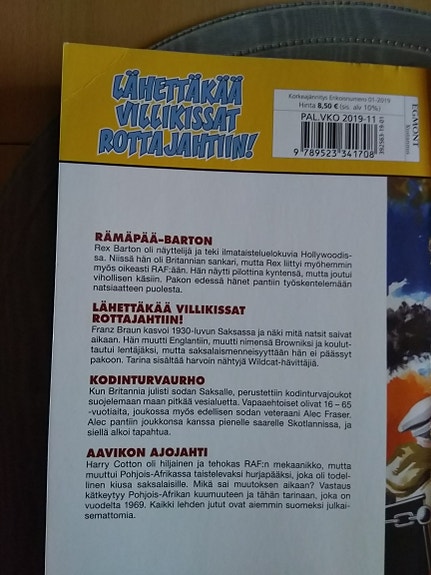 LÄHETTÄKÄÄ
VILLIKISSAT
ROTTAJAHTIIN!
Korkeajännitys Erikoisnumero 01-2019
Hinta 8,50 € (sis. alv 10%)
PAL.VKO 2019-11
9 789523 341708
EGMONT
RÄMÄPÄÄ-BARTON
Rex Barton oli näyttelijä ja teki ilmataisteluelokuvia Hollywoodis-
sa. Niissä hän oli Britannian sankari, mutta Rex liittyi myöhemmin
myös oikeasti RAF:ään. Hän näytti pilottina kyntensä, mutta joutui
vihollisen käsiin. Pakon edessä hänet pantiin työskentelemään
natsiaatteen puolesta.
LÄHETTÄKÄÄ VILLIKISSAT
ROTTAJAHTIIN!
Franz Braun kasvoi 1930-luvun Saksassa ja näki mitä natsit saivat
aikaan. Hän muutti Englantiin, muutti nimensä Browniksi ja koulut-
tautui lentäjäksi, mutta saksalaismenneisyyttään hän ei päässyt
pakoon. Tarina sisältää harvoin nähtyjä Wildcat-hävittäjiä.
KODINTURVAURHO
Kun Britannia julisti sodan Saksalle, perustettiin kodinturvajoukot
suojelemaan maan pitkää vesialuetta. Vapaaehtoiset olivat 16 – 65
-vuotiaita, joukossa myös edellisen sodan veteraani Alec Fraser.
Alec pantiin joukkonsa kanssa pienelle saarelle Skotlannissa, ja
siellä alkoi tapahtua.
AAVIKON AJOJAHTI
Harry Cotton oli hiljainen ja tehokas RAF:n mekaanikko, mutta
muuttui Pohjois-Afrikassa taistelevaksi hurjapääksi, joka oli todel-
linen kiusa saksalaisille. Mikä sai muutoksen aikaan? Vastaus
kätkeytyy Pohjois-Afrikan kuumuuteen ja tähän tarinaan, joka on
vuodelta 1969. Kaikki lehden jutut ovat aiemmin suomeksi julkai-
semattomia.